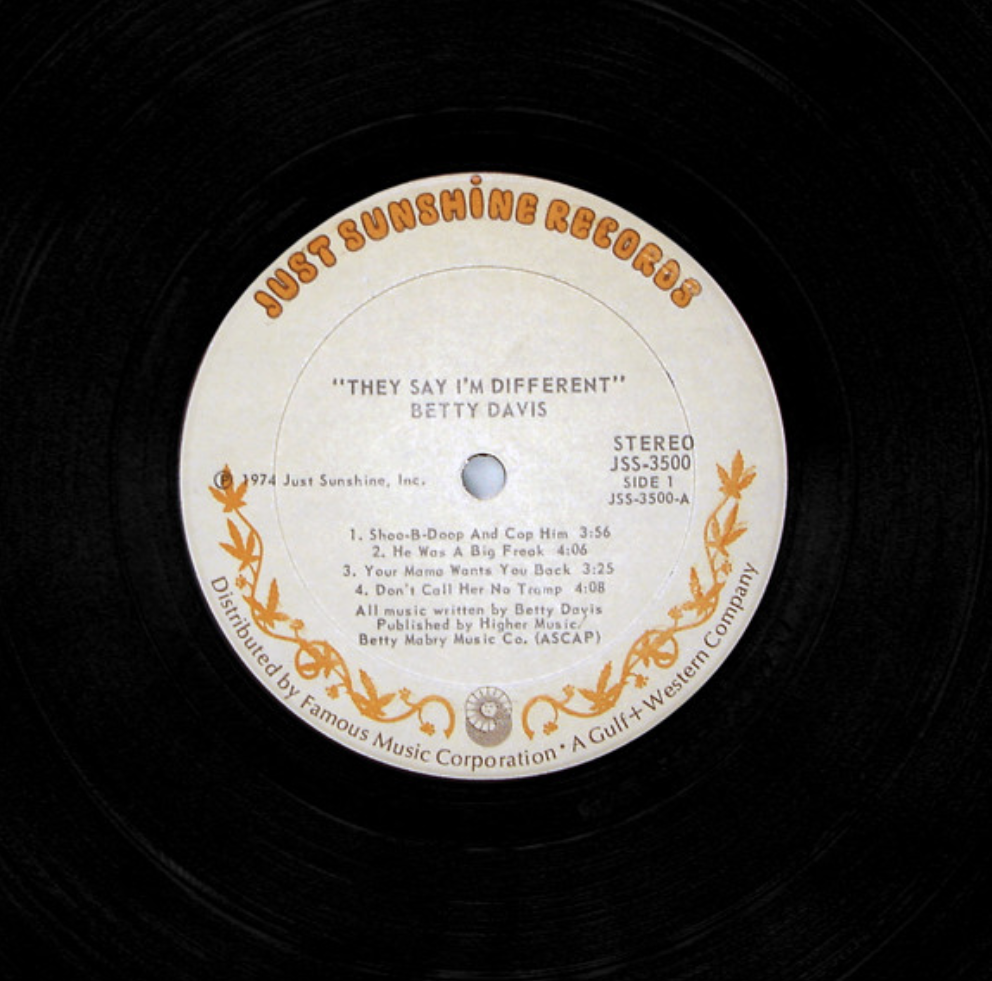 JUST SUNSHiNE RECORDS
"THEY SAY I'M DIFFERENT"
BETTY DAVIS
STEREO
JSS-3500
SIDE 1
JSS-3500-A
℗ 1974 Just Sunshine, Inc.
1. Shoo-B-Doop And Cop Him 3:56
2. He Was A Big Freak 4:06
3. Your Mama Wants You Back 3:25
4. Don't Call Her No Tramp 4:08
All music written by Betty Davis
Published by Higher Music/
Betty Mabry Music Co. (ASCAP)
Distributed by Famous Music Corporation • A Gulf+Western Company